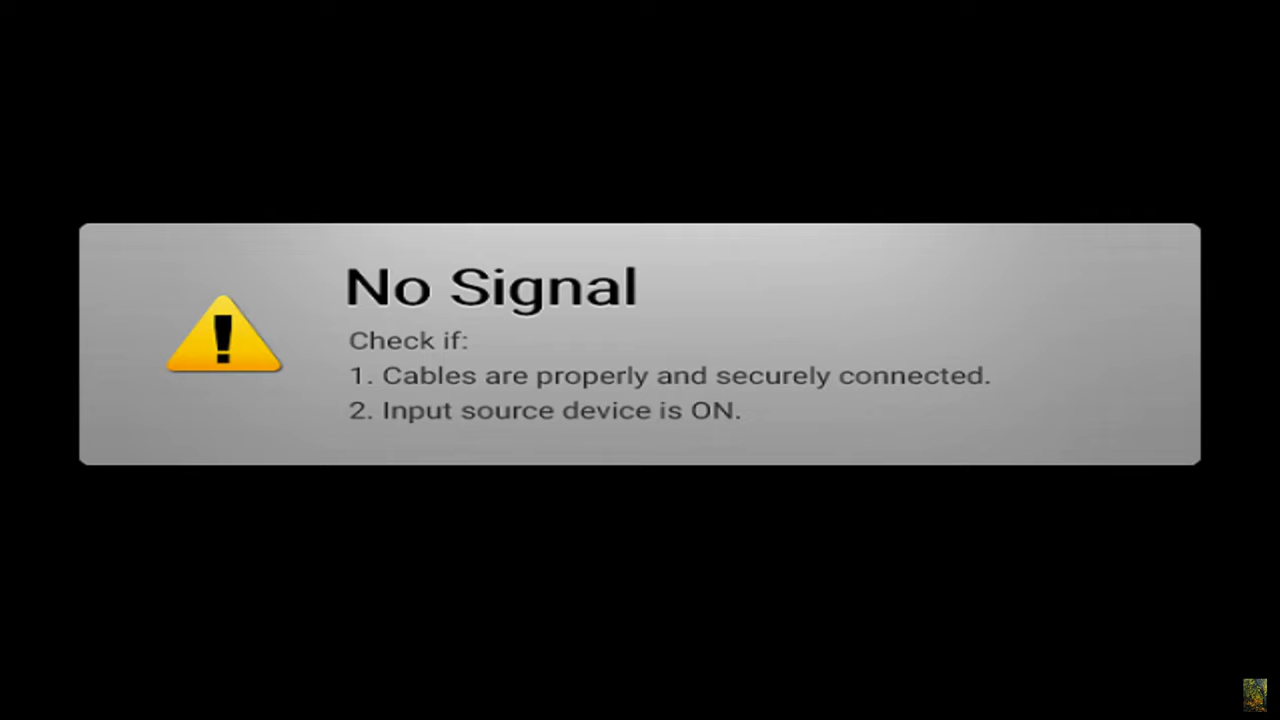 No Signal
Check if:
1. Cables are properly and securely connected.
2. Input source device is ON.